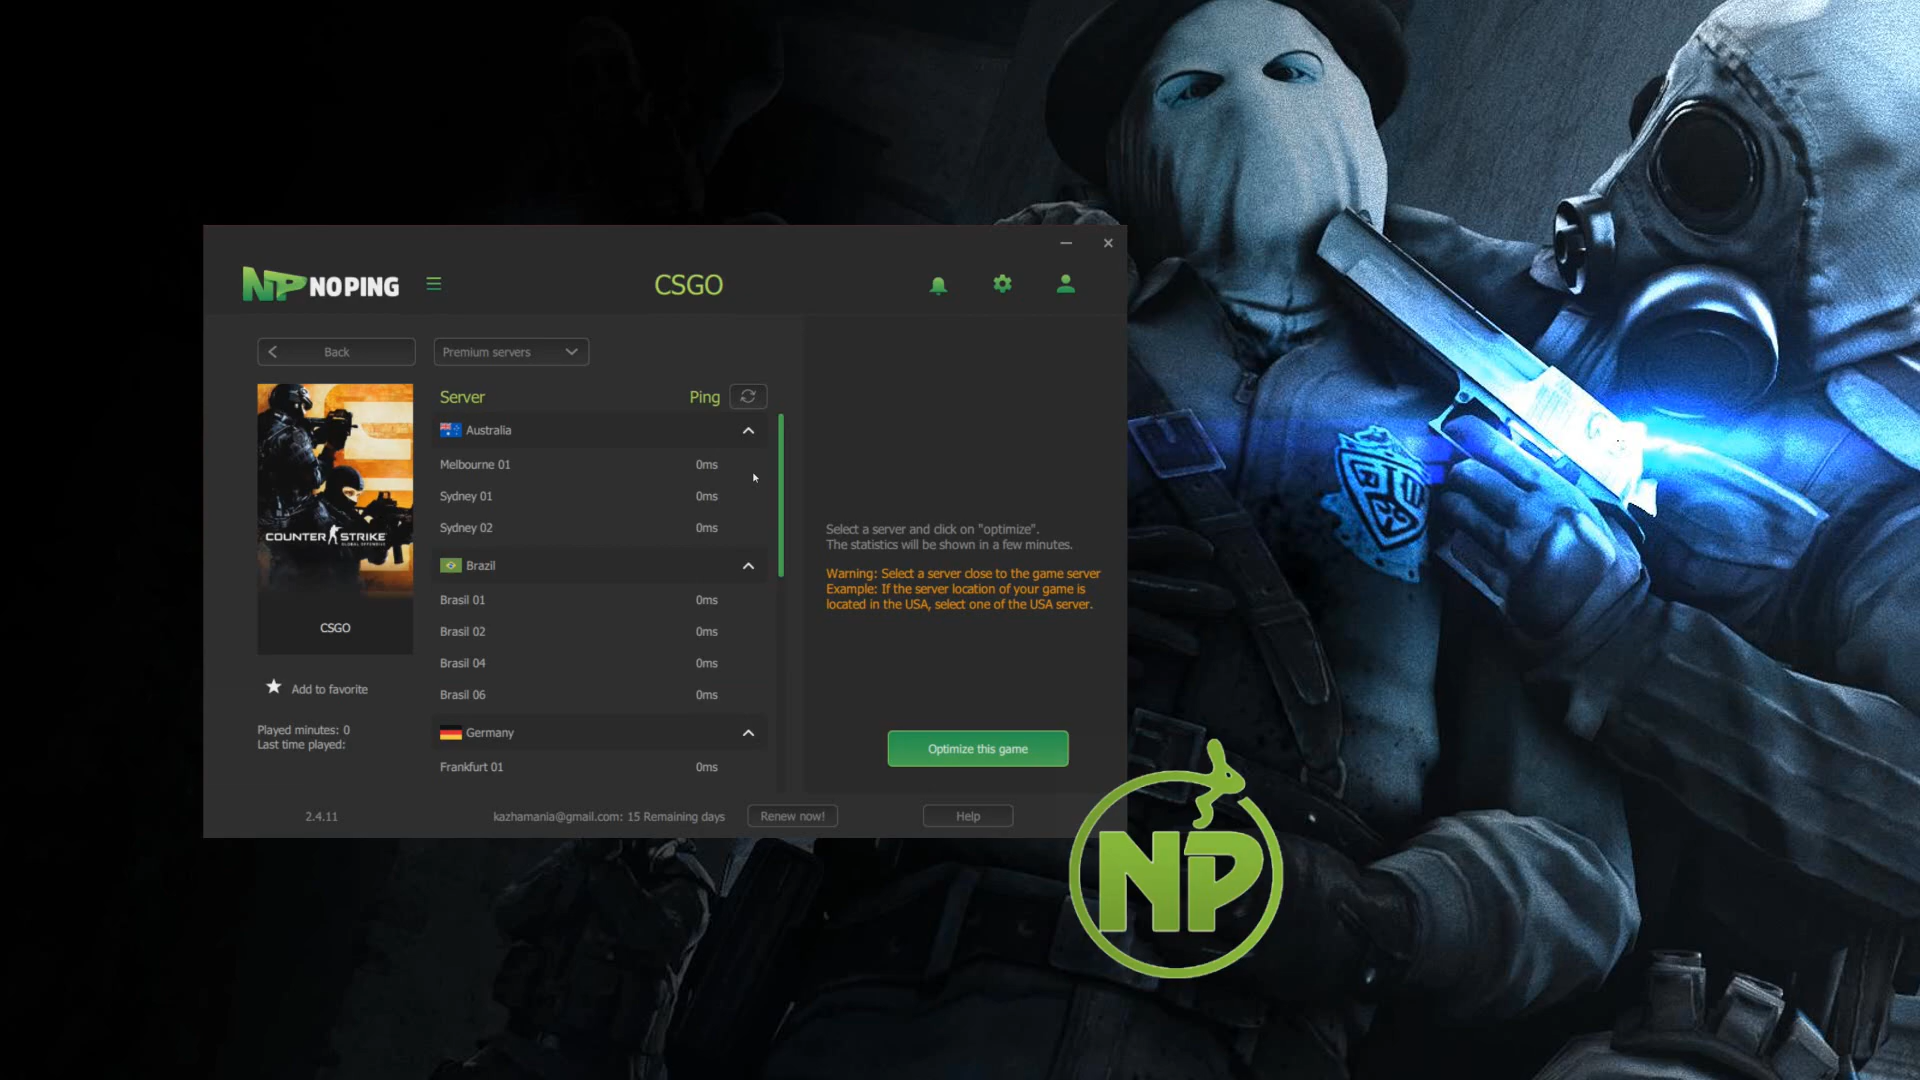 NP NOPING
CSGO
Back
Premium servers
Server Ping
Australia
Melbourne 01 0ms
Sydney 01 0ms
Sydney 02 0ms
Brazil
Brasil 01 0ms
Brasil 02 0ms
Brasil 04 0ms
Brasil 06 0ms
Germany
Frankfurt 01 0ms
COUNTER STRIKE
GLOBAL OFFENSIVE
CSGO
Add to favorite
Played minutes: 0
Last time played:
Select a server and click on "optimize".
The statistics will be shown in a few minutes.
Warning: Select a server close to the game server
Example: If the server location of your game is
located in the USA, select one of the USA server.
Optimize this game
2.4.11
kazhamania@gmail.com: 15 Remaining days
Renew now!
Help
NP